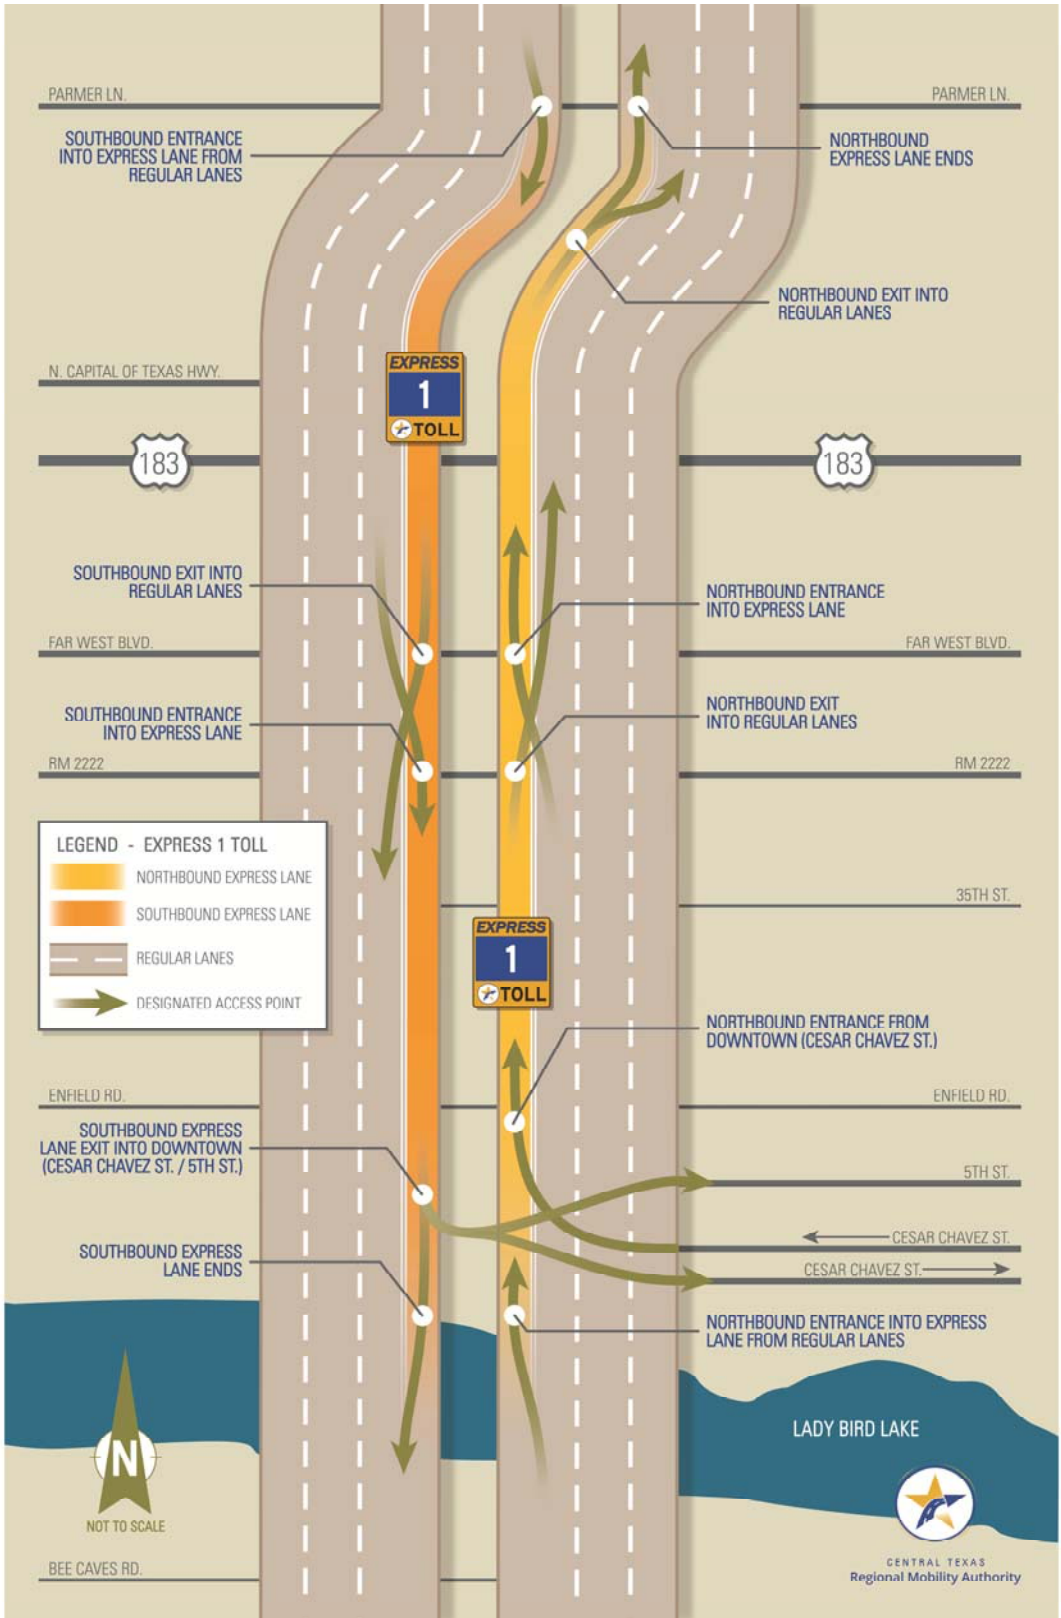 PARMER LN.
PARMER LN.
SOUTHBOUND ENTRANCE
INTO EXPRESS LANE FROM
REGULAR LANES
NORTHBOUND
EXPRESS LANE ENDS
NORTHBOUND EXIT INTO
REGULAR LANES
N. CAPITAL OF TEXAS HWY.
EXPRESS
1
TOLL
183
183
SOUTHBOUND EXIT INTO
REGULAR LANES
NORTHBOUND ENTRANCE
INTO EXPRESS LANE
FAR WEST BLVD.
FAR WEST BLVD.
SOUTHBOUND ENTRANCE
INTO EXPRESS LANE
NORTHBOUND EXIT
INTO REGULAR LANES
RM 2222
RM 2222
LEGEND - EXPRESS 1 TOLL
NORTHBOUND EXPRESS LANE
SOUTHBOUND EXPRESS LANE
REGULAR LANES
DESIGNATED ACCESS POINT
35TH ST.
EXPRESS
1
TOLL
NORTHBOUND ENTRANCE FROM
DOWNTOWN (CESAR CHAVEZ ST.)
ENFIELD RD.
ENFIELD RD.
SOUTHBOUND EXPRESS
LANE EXIT INTO DOWNTOWN
(CESAR CHAVEZ ST. / 5TH ST.)
5TH ST.
CESAR CHAVEZ ST.
CESAR CHAVEZ ST.
SOUTHBOUND EXPRESS
LANE ENDS
NORTHBOUND ENTRANCE INTO EXPRESS
LANE FROM REGULAR LANES
LADY BIRD LAKE
N
NOT TO SCALE
BEE CAVES RD.
CENTRAL TEXAS
Regional Mobility Authority